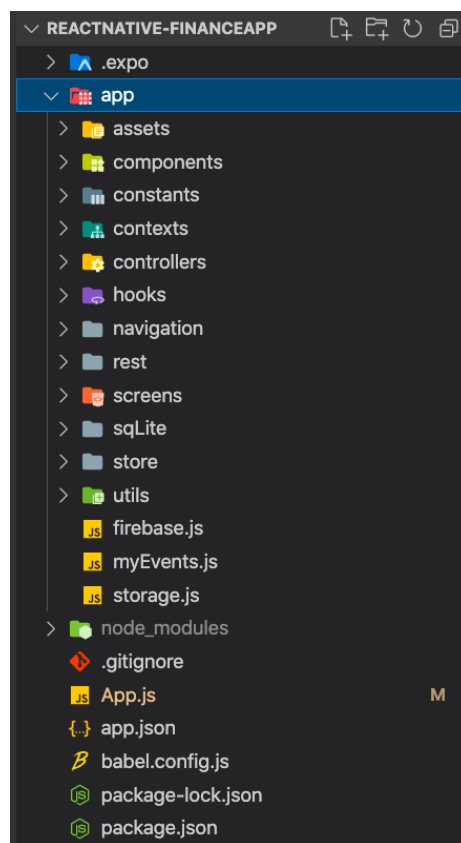 REACTNATIVE-FINANCEAPP
.expo
app
assets
components
constants
contexts
controllers
hooks
navigation
rest
screens
sqLite
store
utils
JS firebase.js
JS myEvents.js
JS storage.js
node_modules
.gitignore
JS App.js M
{..} app.json
B babel.config.js
JS package-lock.json
JS package.json